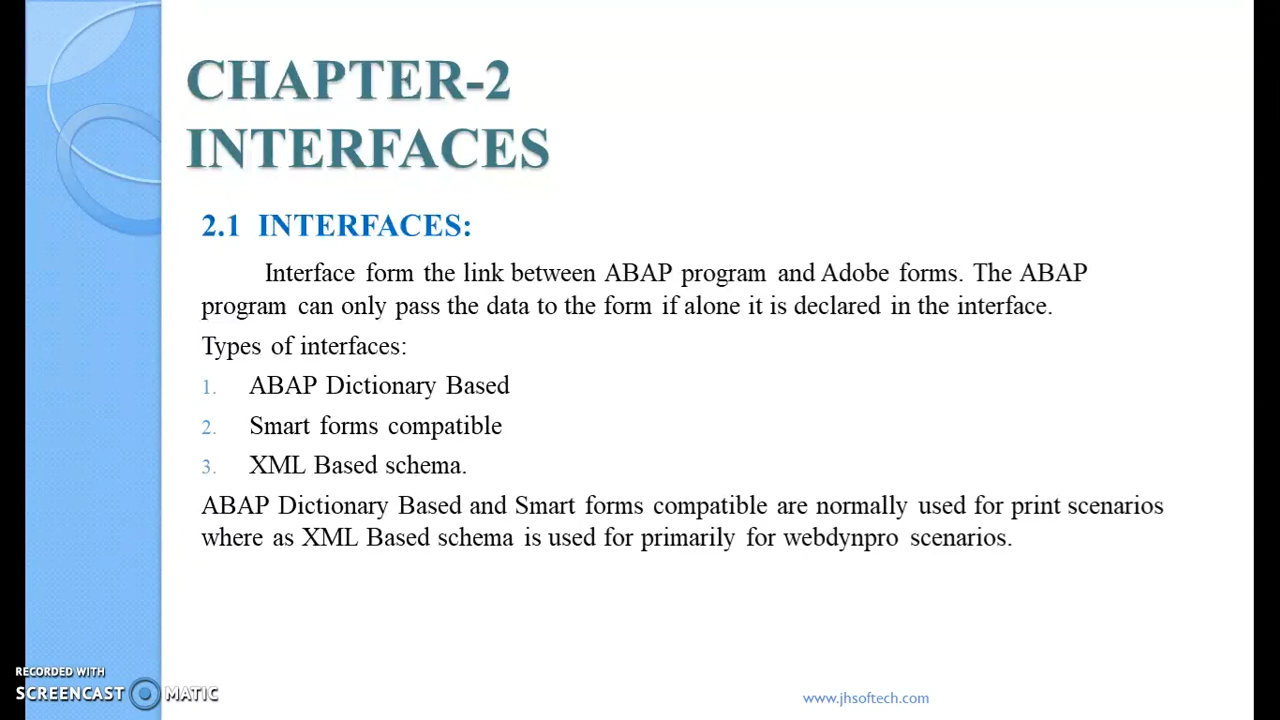 CHAPTER-2
INTERFACES
2.1 INTERFACES:
Interface form the link between ABAP program and Adobe forms. The ABAP
program can only pass the data to the form if alone it is declared in the interface.
Types of interfaces:
1. ABAP Dictionary Based
2. Smart forms compatible
3. XML Based schema.
ABAP Dictionary Based and Smart forms compatible are normally used for print scenarios
where as XML Based schema is used for primarily for webdynpro scenarios.
RECORDED WITH
SCREENCAST MATIC
www.jhsoftech.com